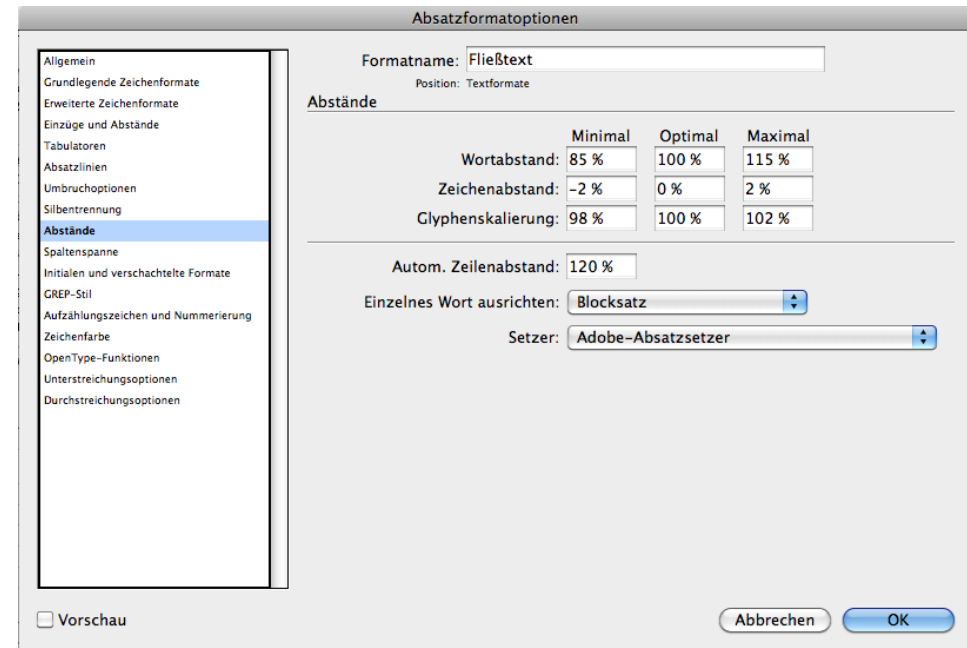 Absatzformatoptionen
Allgemein
Grundlegende Zeichenformate
Erweiterte Zeichenformate
Einzüge und Abstände
Tabulatoren
Absatzlinien
Umbruchoptionen
Silbentrennung
Abstände
Spaltenspanne
Initialen und verschachtelte Formate
GREP-Stil
Aufzählungszeichen und Nummerierung
Zeichenfarbe
OpenType-Funktionen
Unterstreichungsoptionen
Durchstreichungsoptionen
Formatname: Fließtext
Position: Textformate
Abstände
Minimal Optimal Maximal
Wortabstand: 85 % 100 % 115 %
Zeichenabstand: -2 % 0 % 2 %
Glyphenskalierung: 98 % 100 % 102 %
Autom. Zeilenabstand: 120 %
Einzelnes Wort ausrichten: Blocksatz
Setzer: Adobe-Absatzsetzer
Vorschau
Abbrechen OK